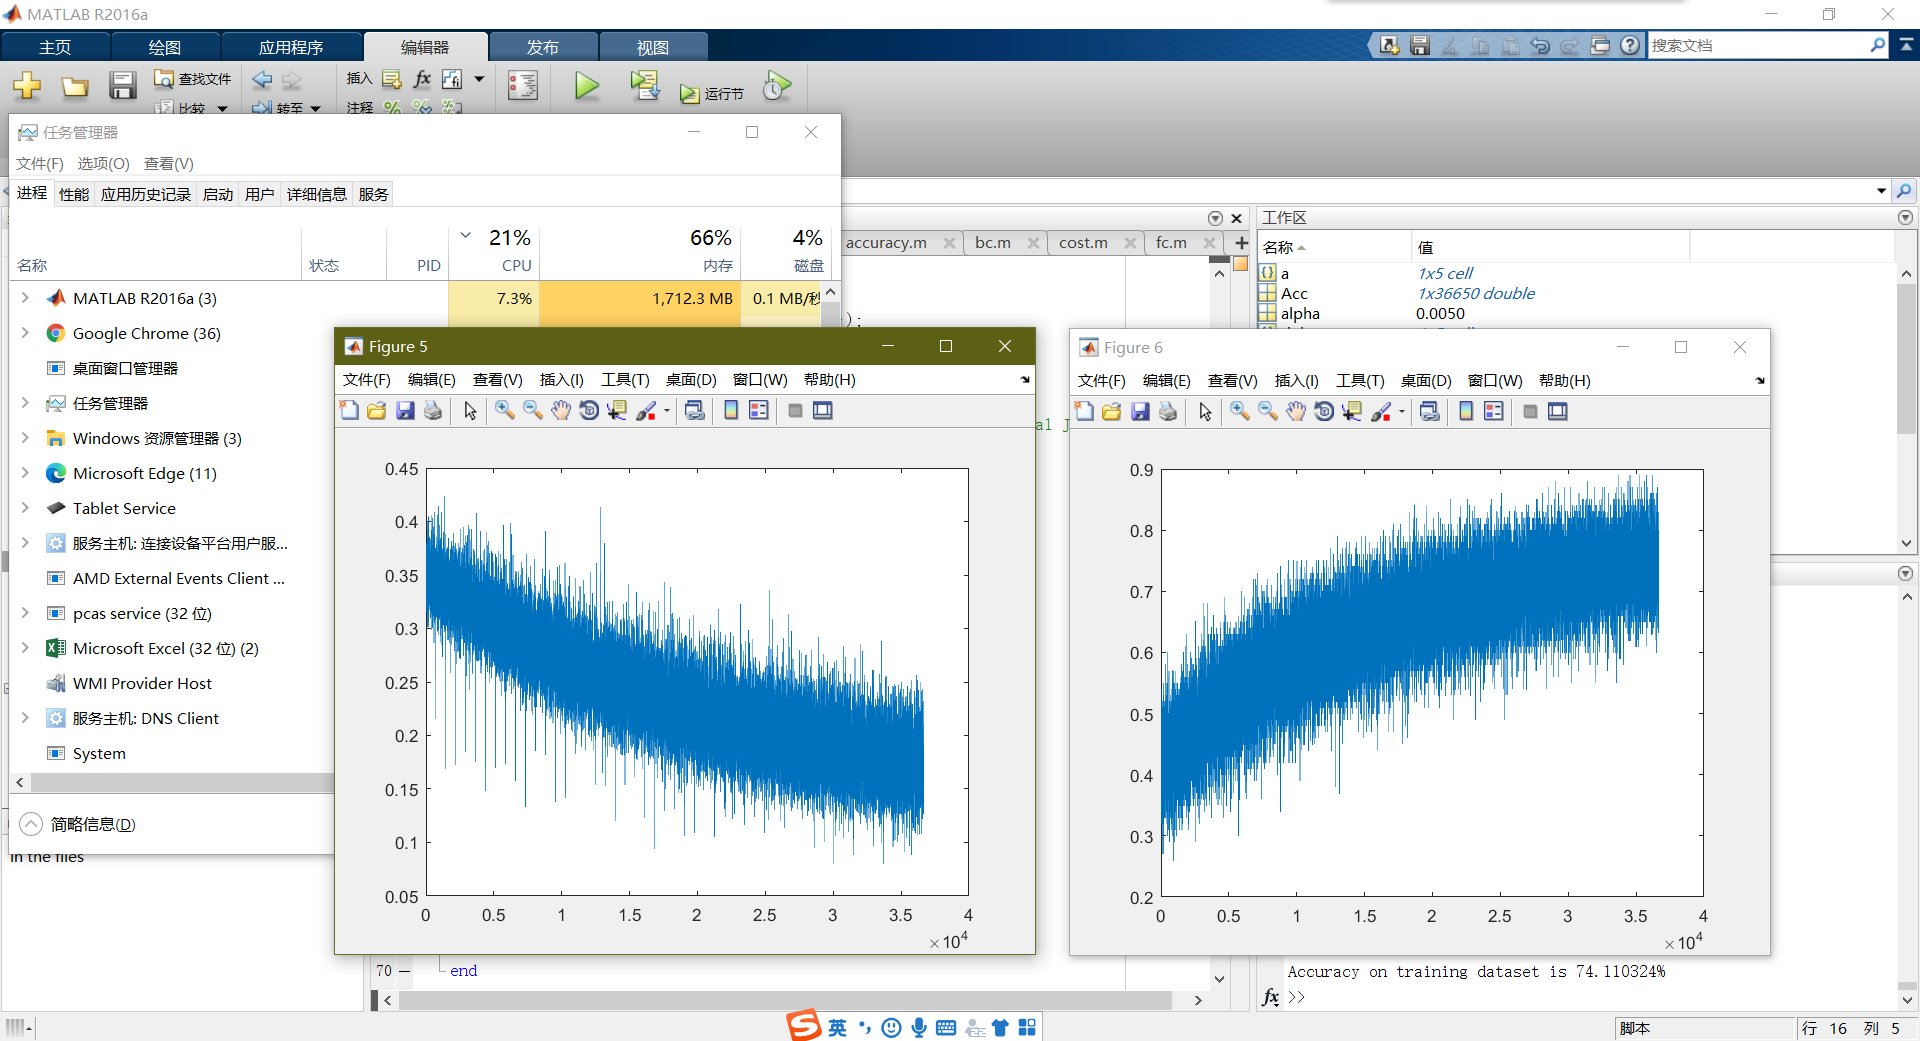 MATLAB R2016a
主页 绘图 应用程序 编辑器 发布 视图
搜索文档
查找文件 插入 fx
比较 转至 注释 运行节
任务管理器
文件(F) 选项(O) 查看(V)
进程 性能 应用历史记录 启动 用户 详细信息 服务
21% 66% 4%
名称 状态 PID CPU 内存 磁盘
MATLAB R2016a (3) 7.3% 1,712.3 MB 0.1 MB/秒
Google Chrome (36)
桌面窗口管理器
任务管理器
Windows 资源管理器 (3)
Microsoft Edge (11)
Tablet Service
服务主机: 连接设备平台用户服...
AMD External Events Client ...
pcas service (32 位)
Microsoft Excel (32 位) (2)
WMI Provider Host
服务主机: DNS Client
System
简略信息(D)
in the files
accuracy.m bc.m cost.m fc.m
);
al J
70 end
工作区
名称 值
a 1x5 cell
Acc 1x36650 double
alpha 0.0050
Figure 5
文件(F) 编辑(E) 查看(V) 插入(I) 工具(T) 桌面(D) 窗口(W) 帮助(H)
0.45
0.4
0.35
0.3
0.25
0.2
0.15
0.1
0.05
0 0.5 1 1.5 2 2.5 3 3.5 4
×10^4
Figure 6
文件(F) 编辑(E) 查看(V) 插入(I) 工具(T) 桌面(D) 窗口(W) 帮助(H)
0.9
0.8
0.7
0.6
0.5
0.4
0.3
0.2
0 0.5 1 1.5 2 2.5 3 3.5 4
×10^4
Accuracy on training dataset is 74.110324%
fx >>
英
脚本 行 16 列 5